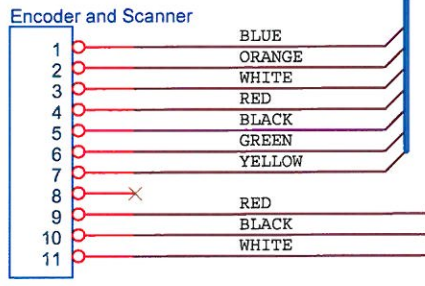 Encoder and Scanner
1 BLUE
2 ORANGE
3 WHITE
4 RED
5 BLACK
6 GREEN
7 YELLOW
8
9 RED
10 BLACK
11 WHITE